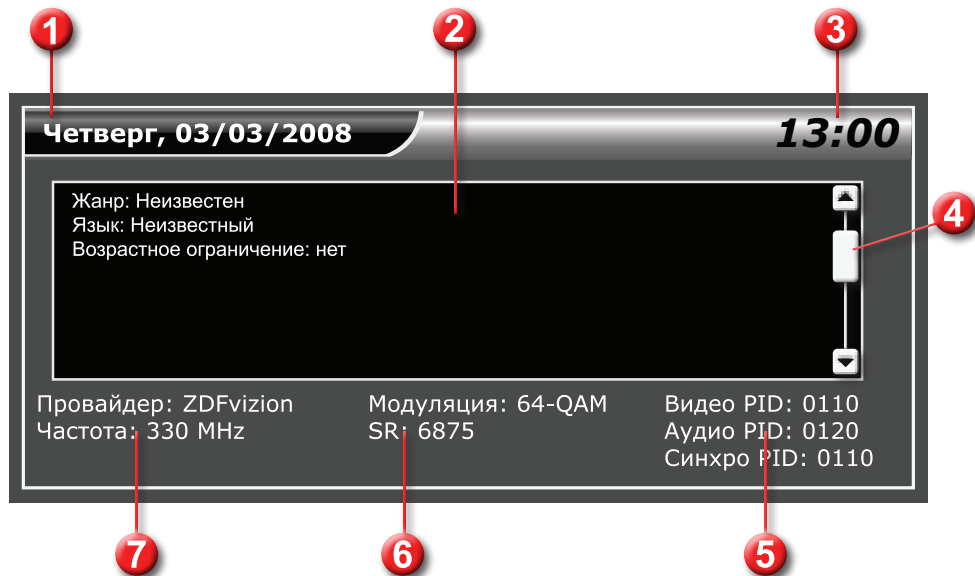 1 2 3
Четверг, 03/03/2008 13:00
Жанр: Неизвестен
Язык: Неизвестный
Возрастное ограничение: нет
4
Провайдер: ZDFvizion Модуляция: 64-QAM Видео PID: 0110
Частота: 330 MHz SR: 6875 Аудио PID: 0120
Синхро PID: 0110
7 6 5